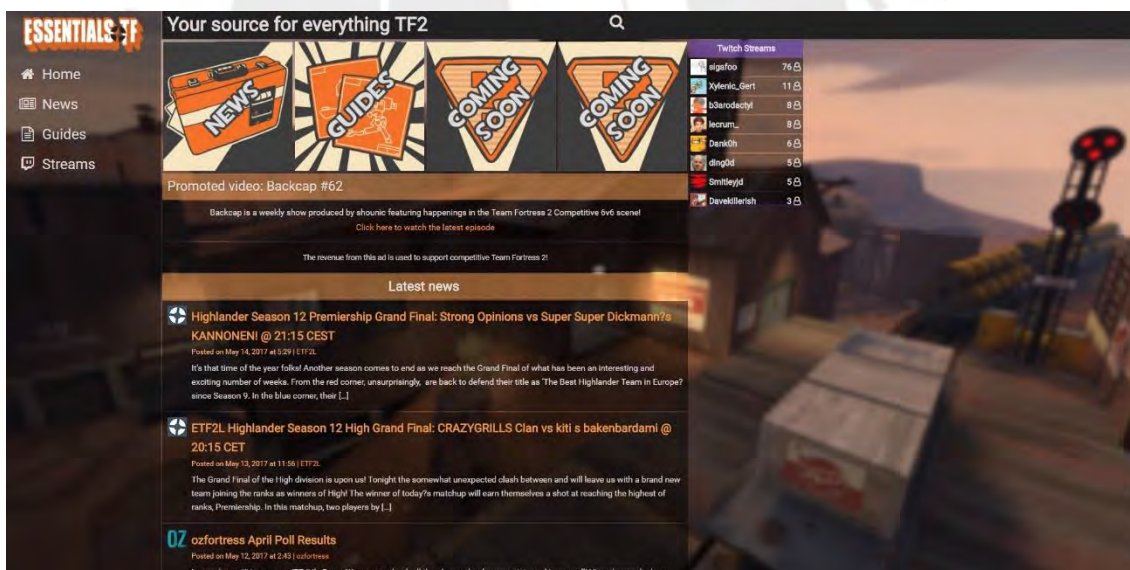 ESSENTIALS.TF
Your source for everything TF2
Home
News
Guides
Streams
NEWS
GUIDES
COMING SOON
COMING SOON
Twitch Streams
sigafoo 76
Xylenic_Gert 11
b3arodactyl 8
lecrum_ 8
Dank0h 6
ding0d 5
Smitleyjd 5
Davekillerish 3
Promoted video: Backcap #62
Backcap is a weekly show produced by shounic featuring happenings in the Team Fortress 2 Competitive 6v6 scene!
Click here to watch the latest episode
The revenue from this ad is used to support competitive Team Fortress 2!
Latest news
Highlander Season 12 Premiership Grand Final: Strong Opinions vs Super Super Dickmann?s
KANNONEN! @ 21:15 CEST
Posted on May 14, 2017 at 5:29 | ETF2L
It's that time of the year folks! Another season comes to end as we reach the Grand Final of what has been an interesting and
exciting number of weeks. From the red corner, unsurprisingly, are back to defend their title as 'The Best Highlander Team in Europe?
since Season 9. In the blue corner, their [...]
ETF2L Highlander Season 12 High Grand Final: CRAZYGRILLS Clan vs kiti s bakenbardami @
20:15 CET
Posted on May 13, 2017 at 11:56 | ETF2L
The Grand Final of the High division is upon us! Tonight the somewhat unexpected clash between and will leave us with a brand new
team joining the ranks as winners of High! The winner of today?s matchup will earn themselves a shot at reaching the highest of
ranks, Premiership. In this matchup, two players by [...]
OZ
ozfortress April Poll Results
Posted on May 12, 2017 at 2:43 | ozfortress